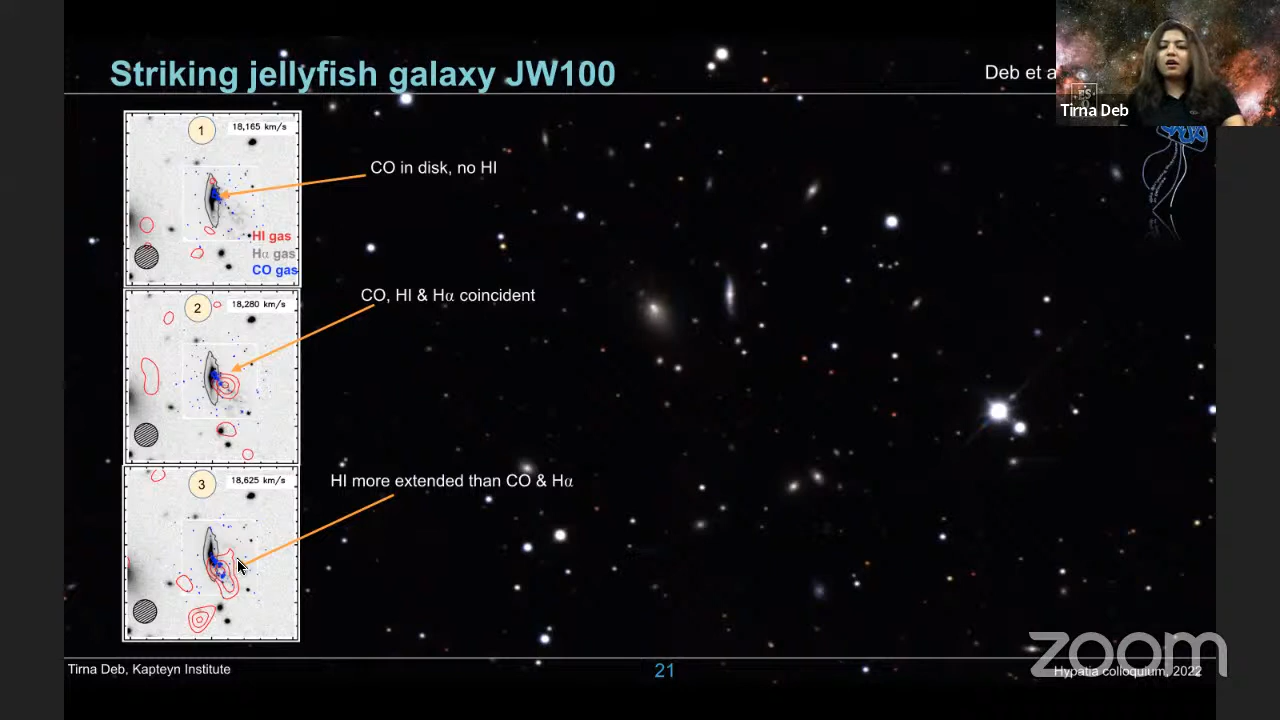 Striking jellyfish galaxy JW100
Deb et a
Tirna Deb
1
18,165 km/s
CO in disk, no HI
HI gas
Hα gas
CO gas
2
18,280 km/s
CO, HI & Hα coincident
3
18,625 km/s
HI more extended than CO & Hα
Tirna Deb, Kapteyn Institute
21
Hypatia colloquium, 2022
zoom